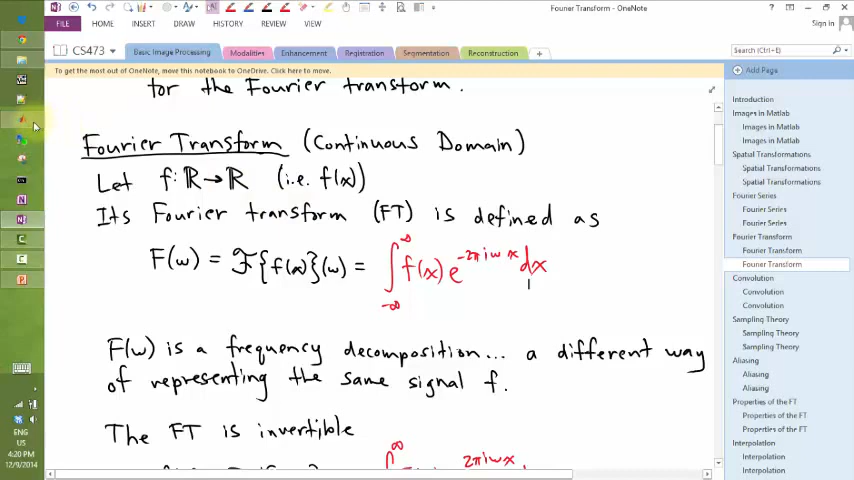 Fourier Transform - OneNote
FILE HOME INSERT DRAW HISTORY REVIEW VIEW
Sign in
CS473 Basic Image Processing Modalities Enhancement Registration Segmentation Reconstruction +
Search (Ctrl+E)
To get the most out of OneNote, move this notebook to OneDrive. Click here to move.
Add Page
for the Fourier transform.
Fourier Transform (Continuous Domain)
Let f: ℝ→ℝ (i.e. f(x))
Its Fourier transform (FT) is defined as
F(ω) = ℱ{f(x)}(ω) = ∫_{-∞}^{∞} f(x) e^{-2πiωx} dx
F(ω) is a frequency decomposition... a different way
of representing the same signal f.
The FT is invertible
∞
2πiωx
Introduction
Images in Matlab
Images in Matlab
Images in Matlab
Spatial Transformations
Spatial Transformations
Spatial Transformations
Fourier Series
Fourier Series
Fourier Series
Fourier Transform
Fourier Transform
Fourier Transform
Convolution
Convolution
Convolution
Sampling Theory
Sampling Theory
Sampling Theory
Aliasing
Aliasing
Aliasing
Properties of the FT
Properties of the FT
Properties of the FT
Interpolation
Interpolation
Interpolation
ENG
US
4:20 PM
12/9/2014